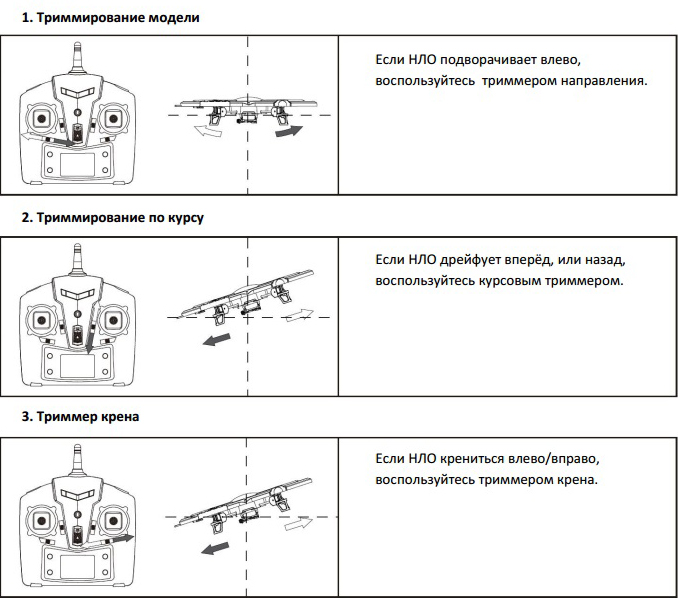 1. Триммирование модели
Если НЛО подворачивает влево,
воспользуйтесь триммером направления.
2. Триммирование по курсу
Если НЛО дрейфует вперёд, или назад,
воспользуйтесь курсовым триммером.
3. Триммер крена
Если НЛО крениться влево/вправо,
воспользуйтесь триммером крена.